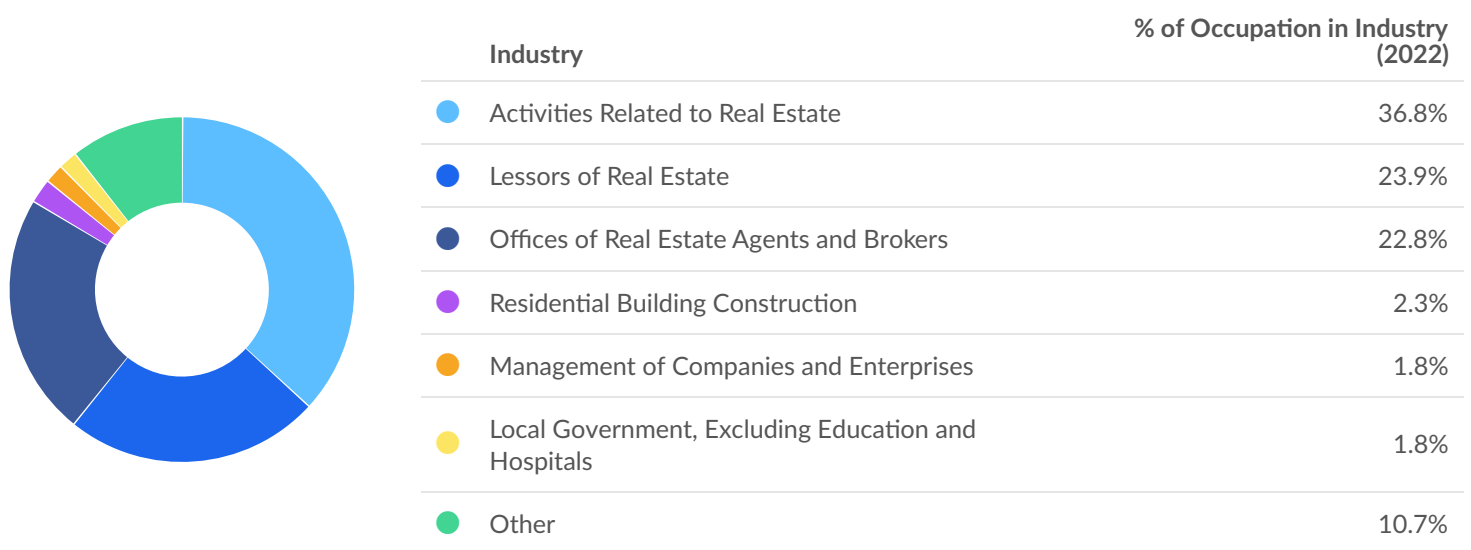 % of Occupation in Industry
Industry (2022)
Activities Related to Real Estate 36.8%
Lessors of Real Estate 23.9%
Offices of Real Estate Agents and Brokers 22.8%
Residential Building Construction 2.3%
Management of Companies and Enterprises 1.8%
Local Government, Excluding Education and
Hospitals 1.8%
Other 10.7%